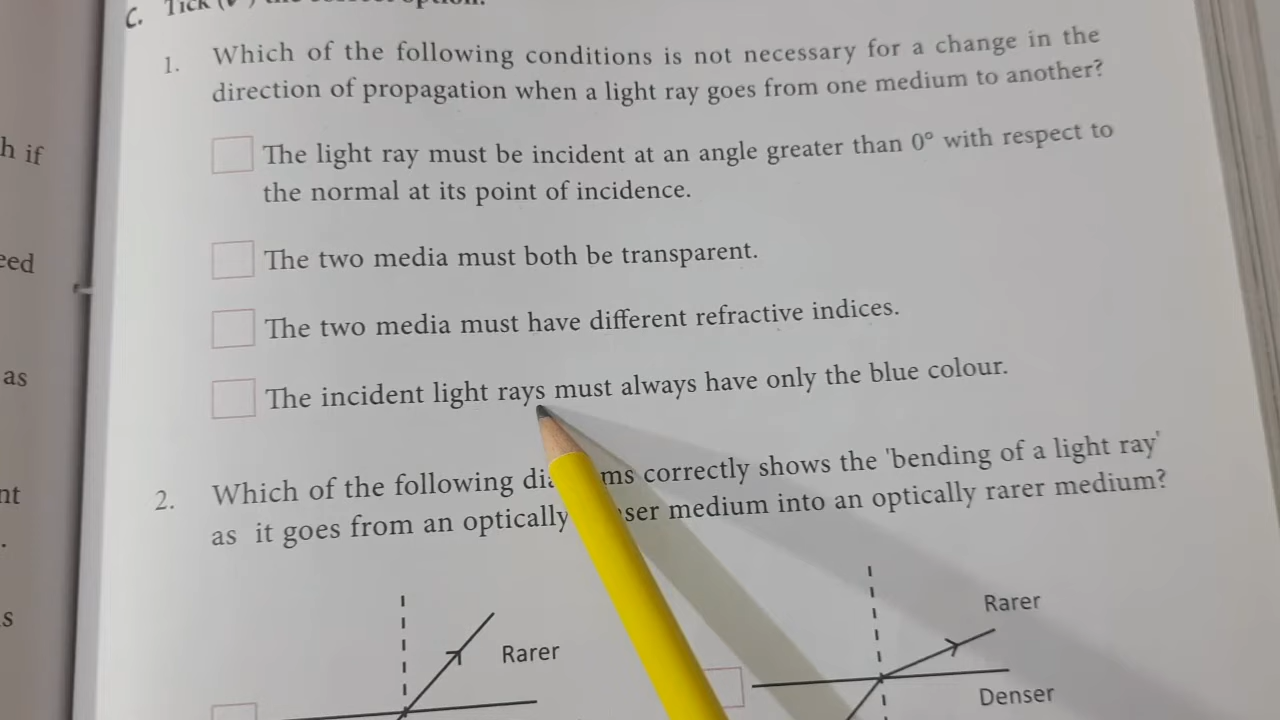 C. Tick (✓) the correct option.
h if
1. Which of the following conditions is not necessary for a change in the
direction of propagation when a light ray goes from one medium to another?
The light ray must be incident at an angle greater than 0° with respect to
the normal at its point of incidence.
eed
The two media must both be transparent.
The two media must have different refractive indices.
as
The incident light rays must always have only the blue colour.
nt
2. Which of the following ms correctly shows the 'bending of a light ray'
as it goes from an optically ser medium into an optically rarer medium?
s
Rarer
Rarer
Denser